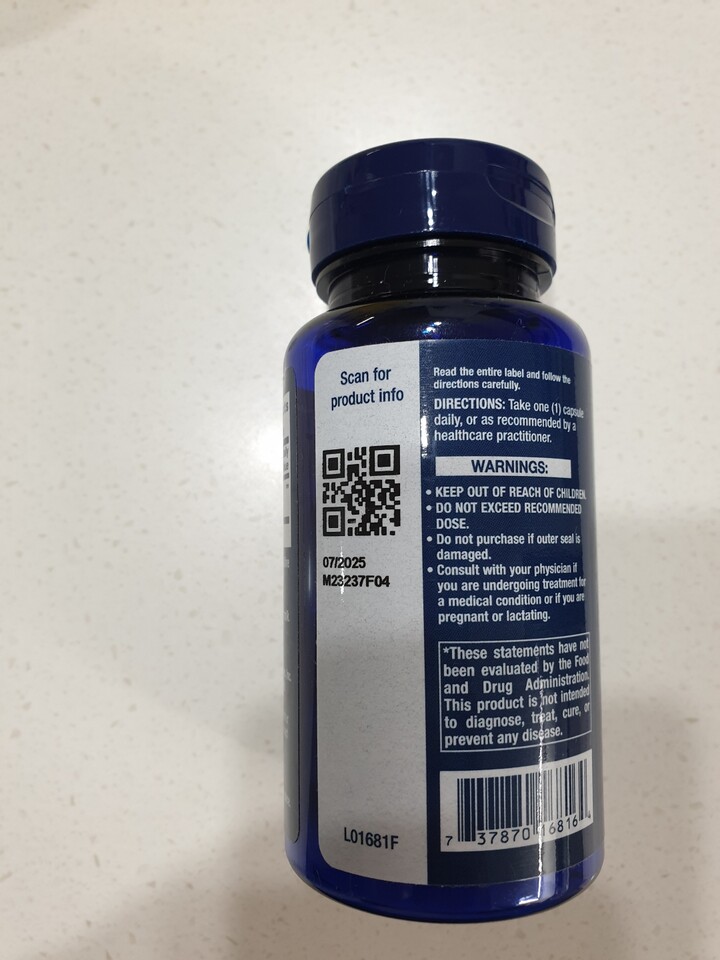 Scan for
product info
07/2025
M23237F04
L01681F
Read the entire label and follow the
directions carefully.
DIRECTIONS: Take one (1) capsule
daily, or as recommended by a
healthcare practitioner.
WARNINGS:
• KEEP OUT OF REACH OF CHILDREN.
• DO NOT EXCEED RECOMMENDED
DOSE.
• Do not purchase if outer seal is
damaged.
• Consult with your physician if
you are undergoing treatment for
a medical condition or if you are
pregnant or lactating.
*These statements have not
been evaluated by the Food
and Drug Administration.
This product is not intended
to diagnose, treat, cure, or
prevent any disease.
7 37870 16816 4